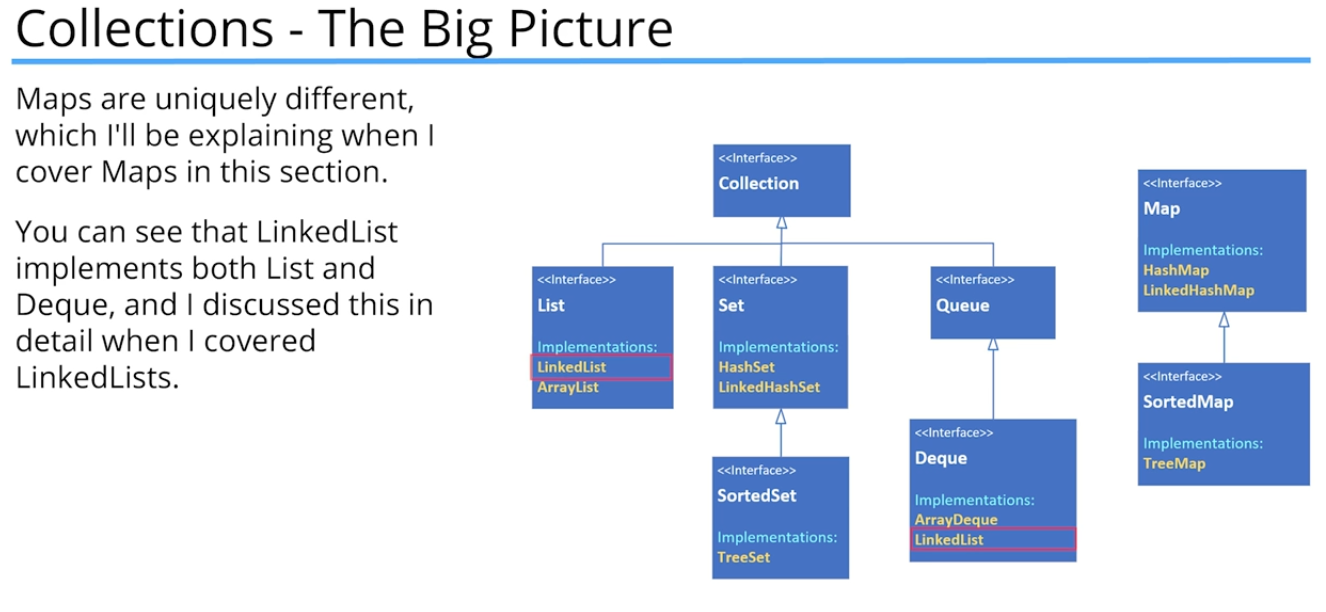 Collections - The Big Picture
Maps are uniquely different,
which I'll be explaining when I
cover Maps in this section.
You can see that LinkedList
implements both List and
Deque, and I discussed this in
detail when I covered
LinkedLists.
<<Interface>>
Collection
<<Interface>>
List
Implementations:
LinkedList
ArrayList
<<Interface>>
Set
Implementations:
HashSet
LinkedHashSet
<<Interface>>
SortedSet
Implementations:
TreeSet
<<Interface>>
Queue
<<Interface>>
Deque
Implementations:
ArrayDeque
LinkedList
<<Interface>>
Map
Implementations:
HashMap
LinkedHashMap
<<Interface>>
SortedMap
Implementations:
TreeMap